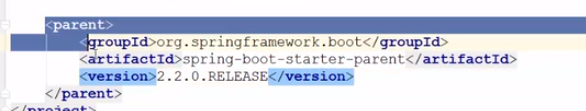 <parent>
<groupId>org.springframework.boot</groupId>
<artifactId>spring-boot-starter-parent</artifactId>
<version>2.2.0.RELEASE</version>
</parent>
</project>